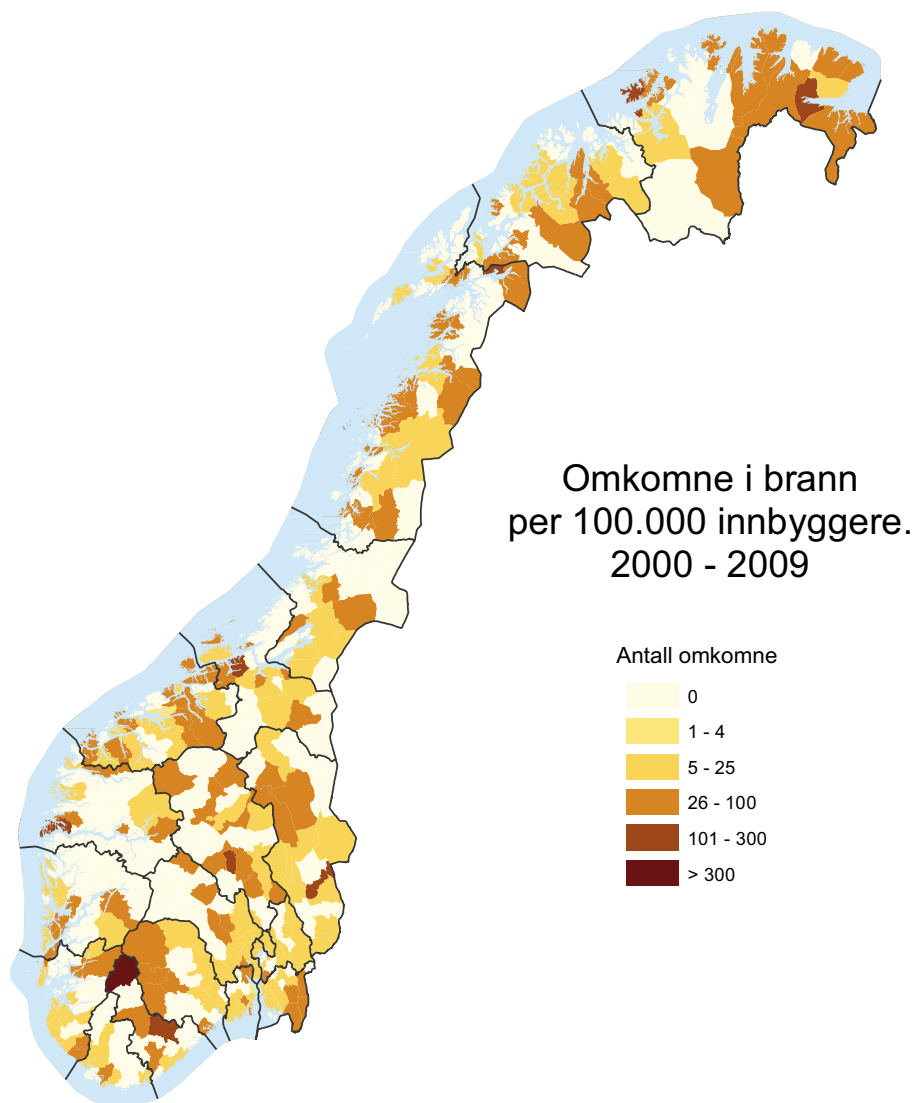 Omkomne i brann
per 100.000 innbyggere.
2000 - 2009
Antall omkomne
0
1 - 4
5 - 25
26 - 100
101 - 300
> 300